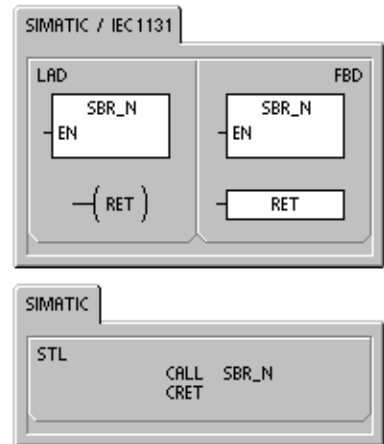 SIMATIC / IEC1131
LAD
FBD
SBR_N
EN
SBR_N
EN
RET
RET
SIMATIC
STL
CALL SBR_N
CRET